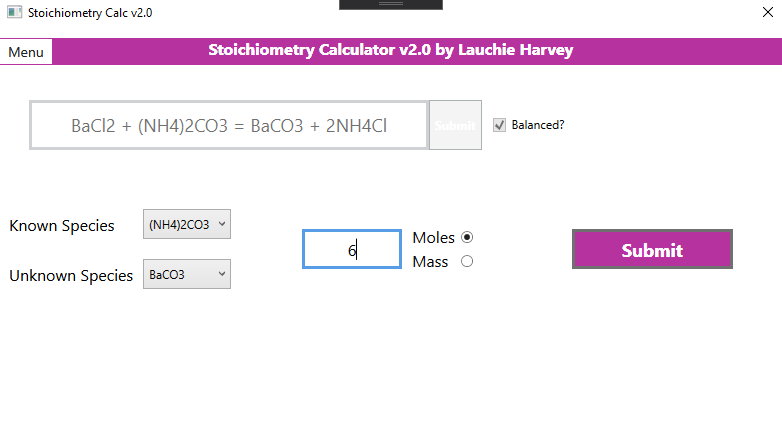 Stoichiometry Calc v2.0
Menu
Stoichiometry Calculator v2.0 by Lauchie Harvey
BaCl2 + (NH4)2CO3 = BaCO3 + 2NH4Cl
Submit
Balanced?
Known Species
(NH4)2CO3
Unknown Species
BaCO3
6
Moles
Mass
Submit